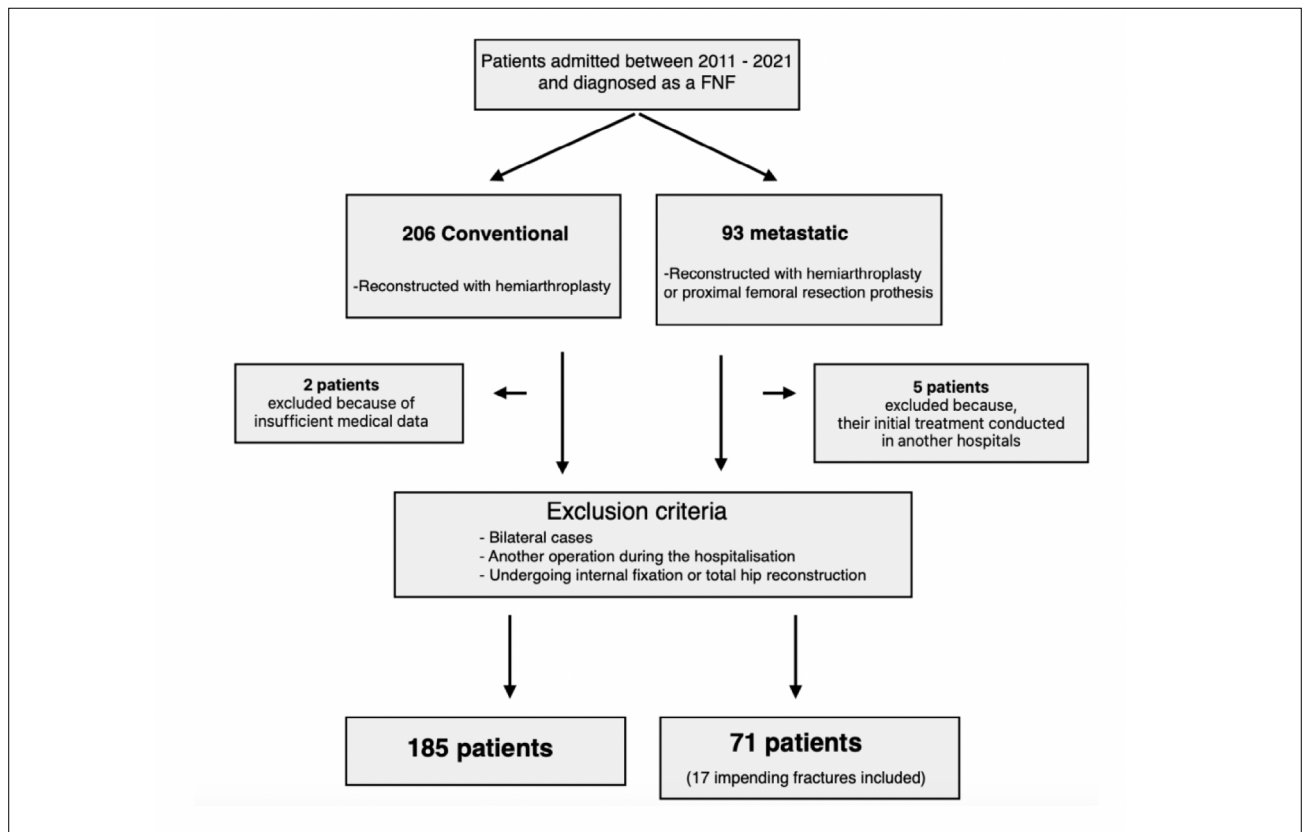 Patients admitted between 2011 - 2021
and diagnosed as a FNF
206 Conventional
-Reconstructed with hemiarthroplasty
93 metastatic
-Reconstructed with hemiarthroplasty
or proximal femoral resection prothesis
2 patients
excluded because of
insufficient medical data
5 patients
excluded because,
their initial treatment conducted
in another hospitals
Exclusion criteria
- Bilateral cases
- Another operation during the hospitalisation
- Undergoing internal fixation or total hip reconstruction
185 patients
71 patients
(17 impending fractures included)